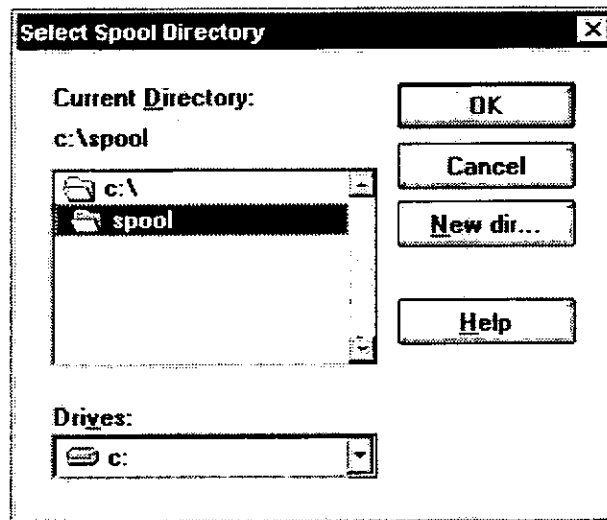 Select Spool Directory
Current Directory:
c:\spool
c:\
spool
Drives:
c:
OK
Cancel
New dir...
Help